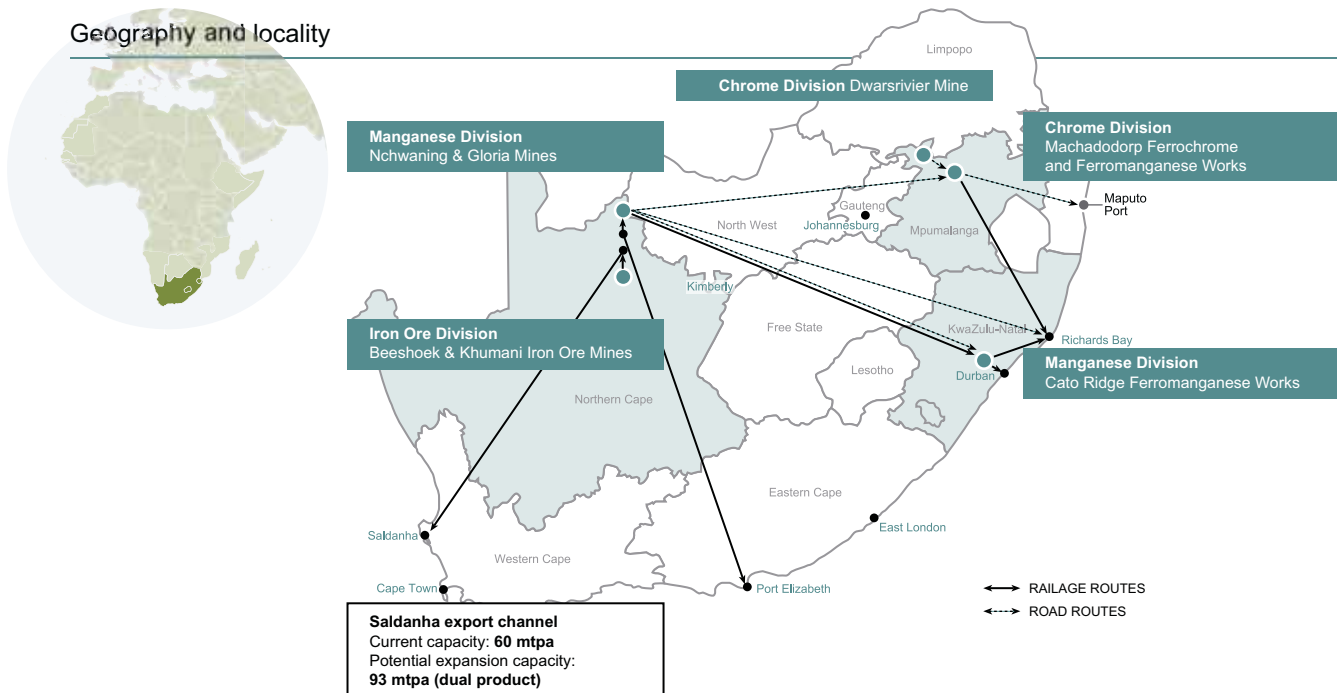 Geography and locality
Limpopo
Chrome Division Dwarsrivier Mine
Manganese Division
Nchwaning & Gloria Mines
Chrome Division
Machadodorp Ferrochrome
and Ferromanganese Works
Maputo
Port
Gauteng
Johannesburg
North West
Mpumalanga
Kimberly
Free State
KwaZulu-Natal
Richards Bay
Iron Ore Division
Beeshoek & Khumani Iron Ore Mines
Lesotho
Durban
Manganese Division
Cato Ridge Ferromanganese Works
Northern Cape
Eastern Cape
East London
Saldanha
Western Cape
Cape Town
Port Elizabeth
RAILAGE ROUTES
ROAD ROUTES
Saldanha export channel
Current capacity: 60 mtpa
Potential expansion capacity:
93 mtpa (dual product)